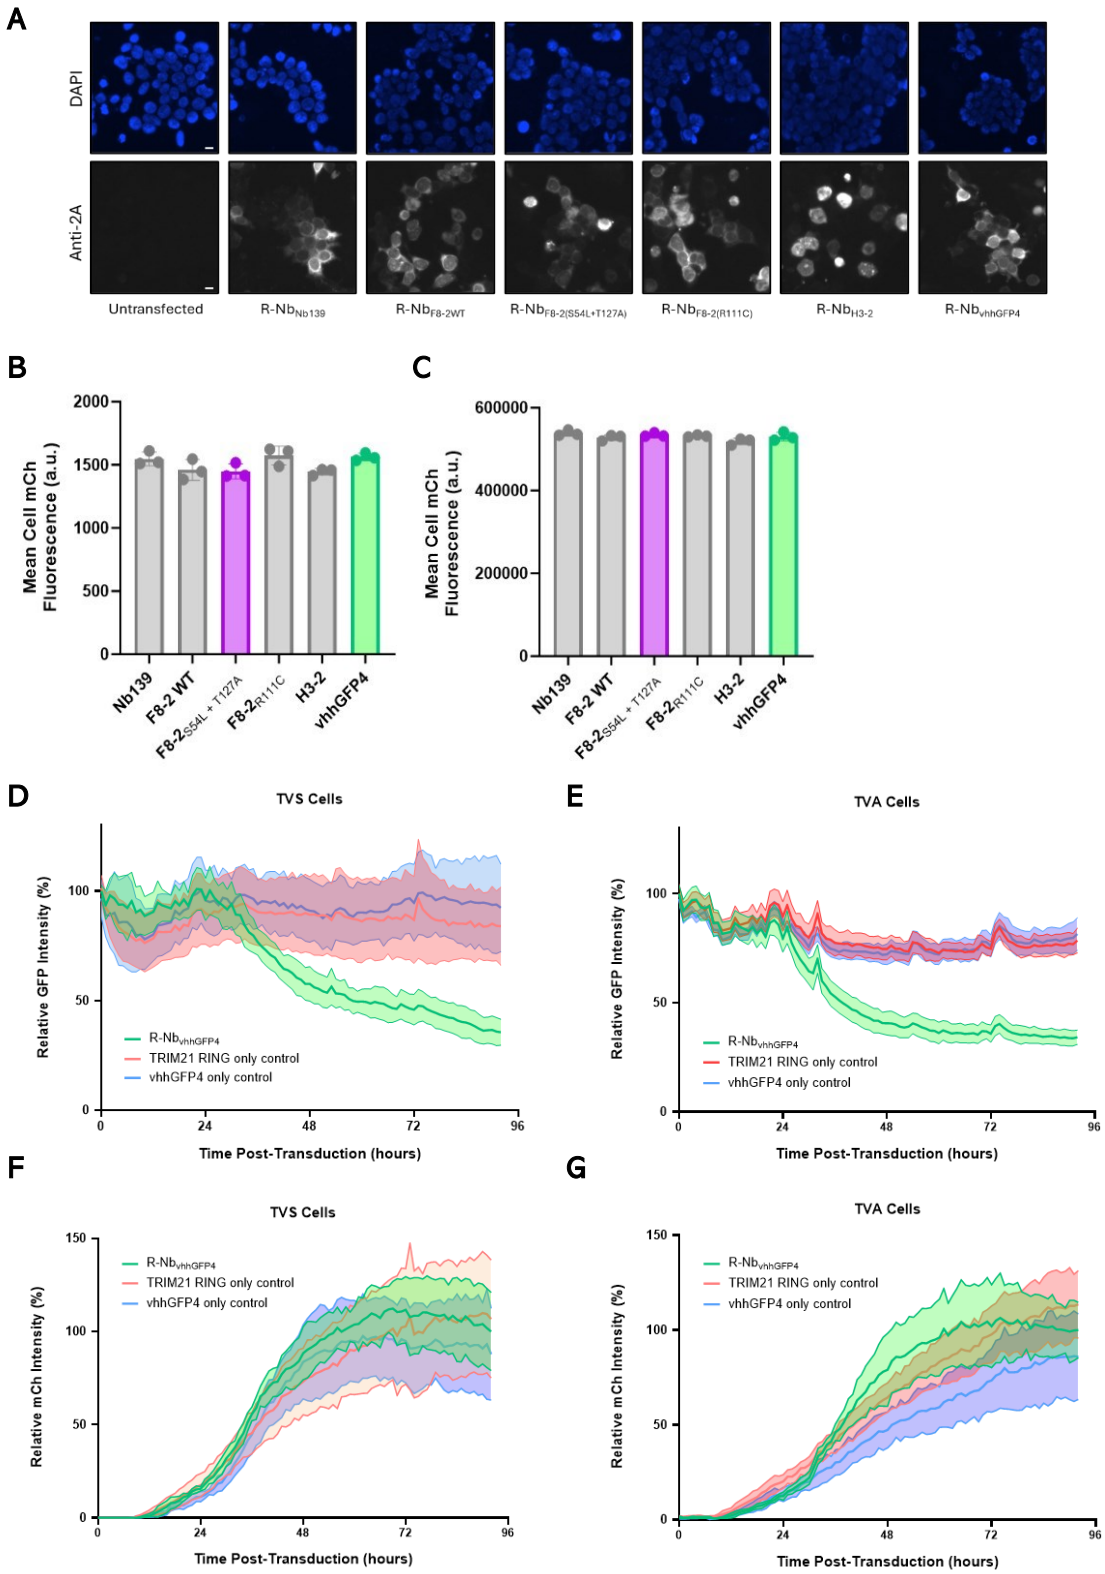 A
DAPI
Anti-2A
Untransfected
R-NbNb139
R-NbF8-2WT
R-NbF8-2(S54L+T127A)
R-NbF8-2(R111C)
R-NbH3-2
R-NbvhhGFP4
B
Mean Cell mCh
Fluorescence (a.u.)
2000
1500
1000
500
0
Nb139
F8-2 WT
F8-2S54L + T127A
F8-2R111C
H3-2
vhhGFP4
C
Mean Cell mCh
Fluorescence (a.u.)
600000
400000
200000
0
Nb139
F8-2 WT
F8-2S54L + T127A
F8-2R111C
H3-2
vhhGFP4
D
TVS Cells
Relative GFP Intensity (%)
100
50
0
R-NbvhhGFP4
TRIM21 RING only control
vhhGFP4 only control
0 24 48 72 96
Time Post-Transduction (hours)
E
TVA Cells
Relative GFP Intensity (%)
100
50
0
R-NbvhhGFP4
TRIM21 RING only control
vhhGFP4 only control
0 24 48 72 96
Time Post-Transduction (hours)
F
TVS Cells
Relative mCh Intensity (%)
150
100
50
0
R-NbvhhGFP4
TRIM21 RING only control
vhhGFP4 only control
0 24 48 72 96
Time Post-Transduction (hours)
G
TVA Cells
Relative mCh Intensity (%)
150
100
50
0
R-NbvhhGFP4
TRIM21 RING only control
vhhGFP4 only control
0 24 48 72 96
Time Post-Transduction (hours)